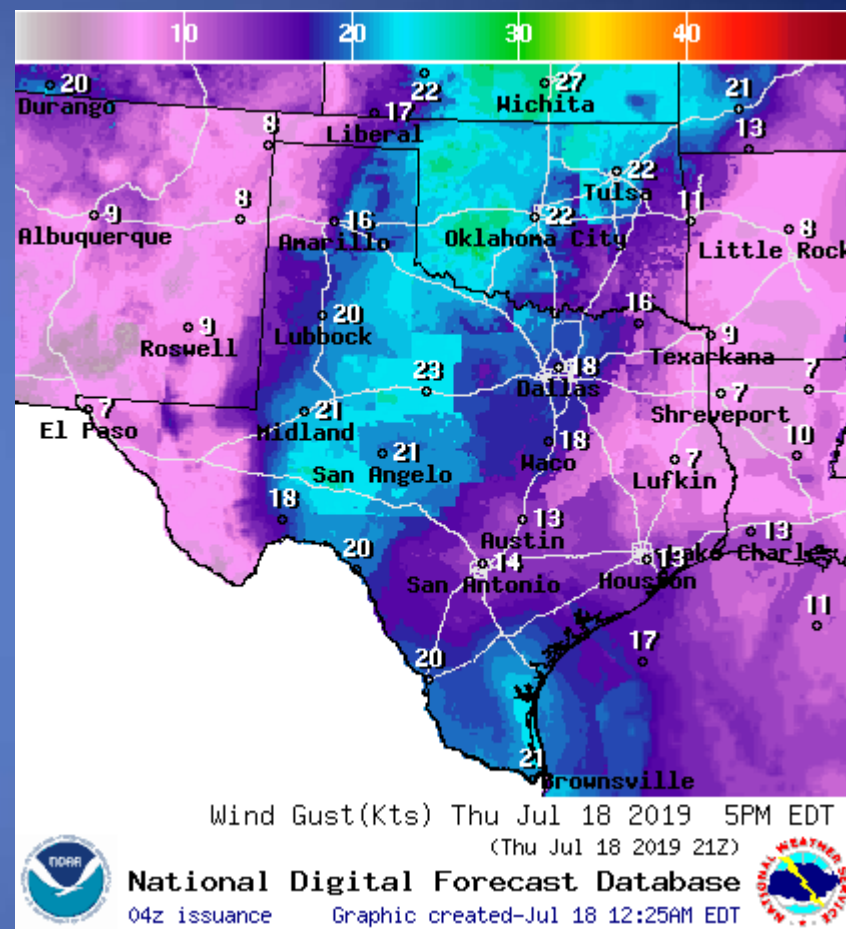 10 20 30 40
20
Durango
22
27
Wichita
21
17
Liberal
8
13
22
Tulsa
9
Albuquerque
8
16
Amarillo
22
Oklahoma City
11
8
Little Rock
20
Lubbock
9
Roswell
16
9
Texarkana
23
18
Dallas
7
Shreveport
7
7
El Paso
21
Midland
21
San Angelo
18
Waco
7
Lufkin
10
18
13
Austin
13
Lake Charles
20
14
San Antonio
13
Houston
11
17
20
21
Brownsville
Wind Gust(Kts) Thu Jul 18 2019 5PM EDT
(Thu Jul 18 2019 21Z)
NOAA
National Digital Forecast Database
04z issuance Graphic created-Jul 18 12:25AM EDT
NATIONAL WEATHER SERVICE